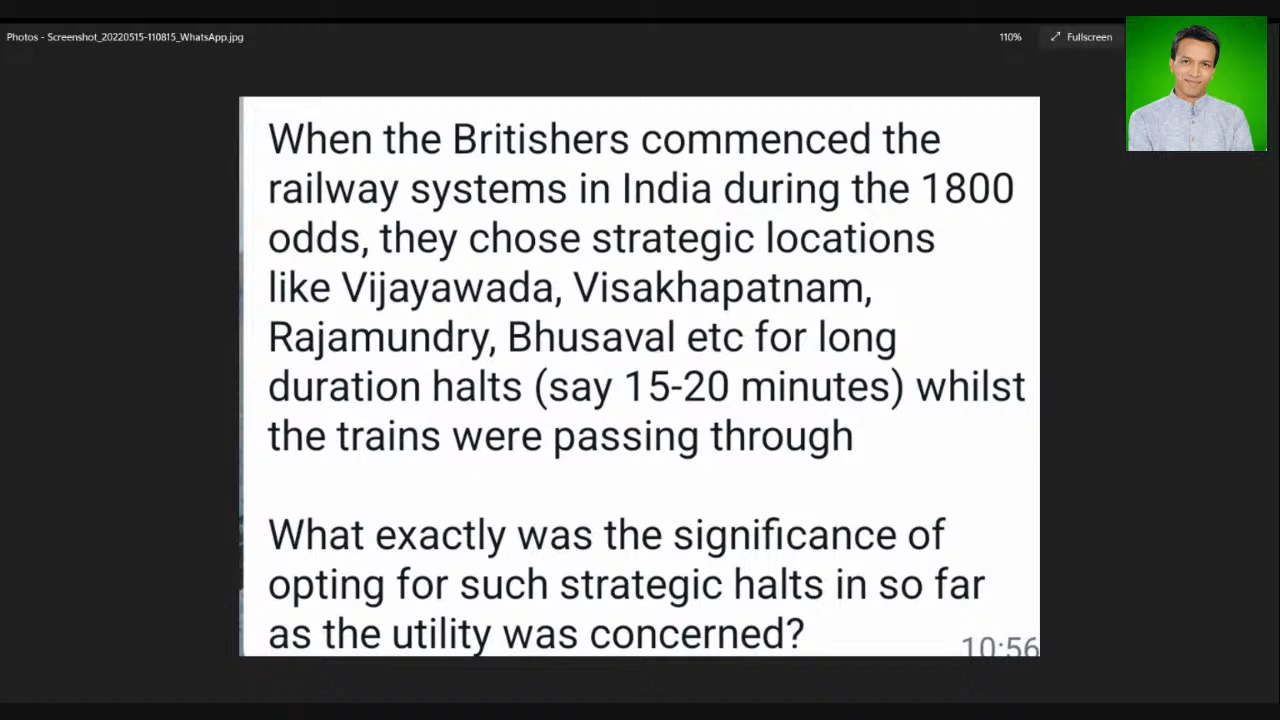 Photos - Screenshot_20220515-110815_WhatsApp.jpg
110%
Fullscreen
When the Britishers commenced the
railway systems in India during the 1800
odds, they chose strategic locations
like Vijayawada, Visakhapatnam,
Rajamundry, Bhusaval etc for long
duration halts (say 15-20 minutes) whilst
the trains were passing through
What exactly was the significance of
opting for such strategic halts in so far
as the utility was concerned?
10:56